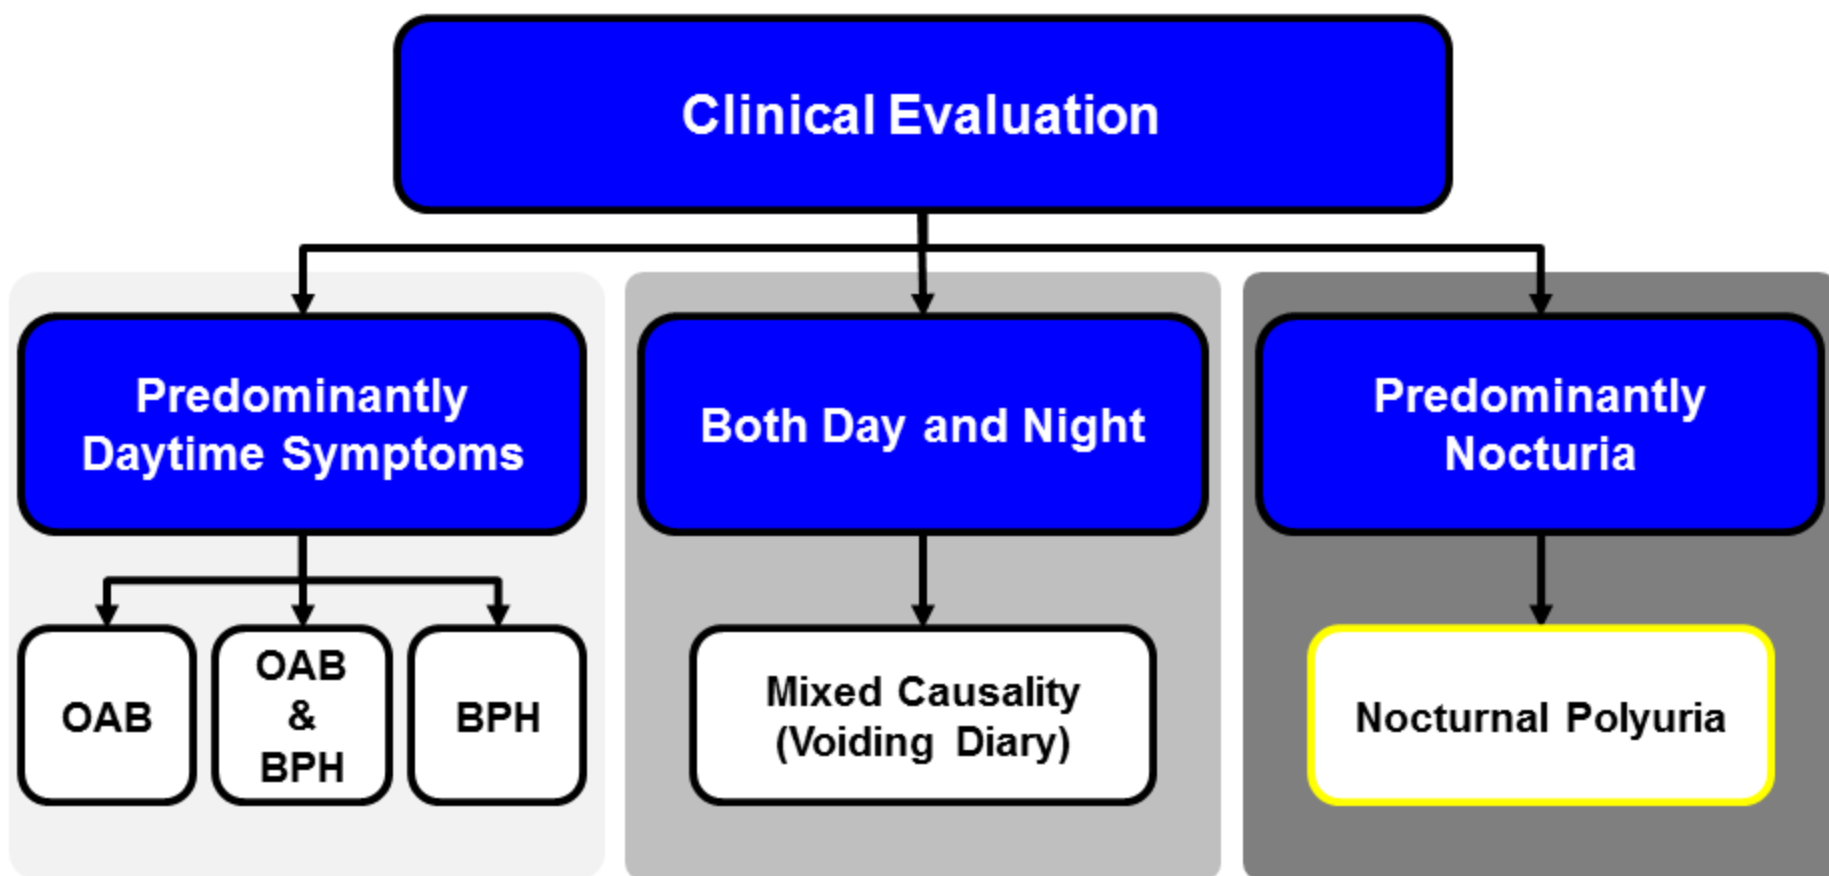 Clinical Evaluation
Predominantly
Daytime Symptoms
Both Day and Night
Predominantly
Nocturia
OAB
OAB
&
BPH
BPH
Mixed Causality
(Voiding Diary)
Nocturnal Polyuria